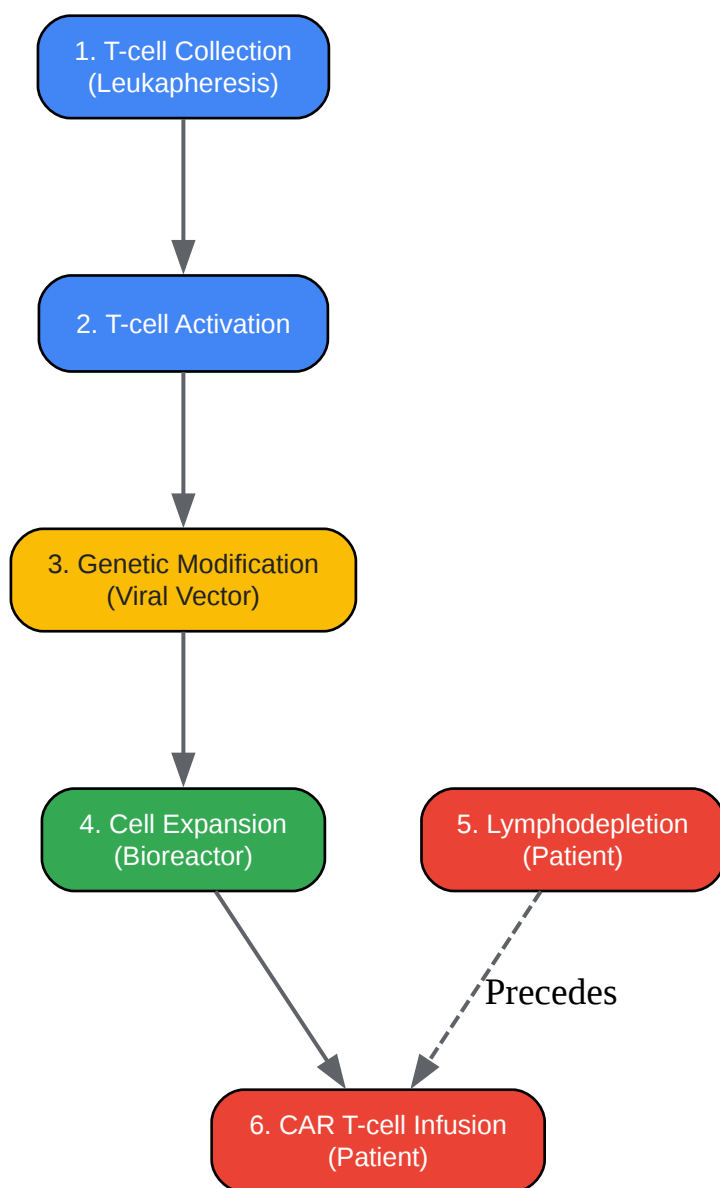 1. T-cell Collection
(Leukapheresis)
2. T-cell Activation
3. Genetic Modification
(Viral Vector)
4. Cell Expansion
(Bioreactor)
5. Lymphodepletion
(Patient)
Precedes
6. CAR T-cell Infusion
(Patient)